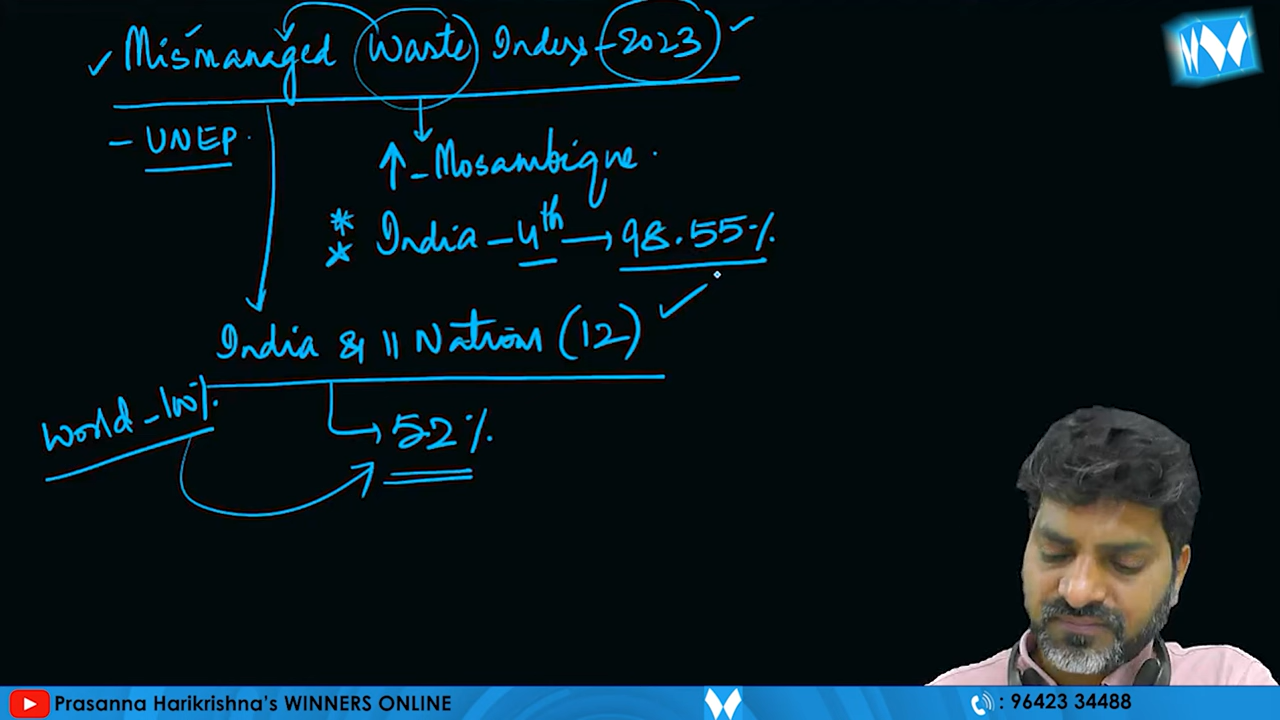 ✓ Mismanaged Waste Index - 2023 ✓
- UNEP.
↑ - Mosambique.
* India - 4th → 98.55%
*
India & 11 Nations (12) ✓
World - 100%.
→ 52%.
W
Prasanna Harikrishna's WINNERS ONLINE
: 96423 34488